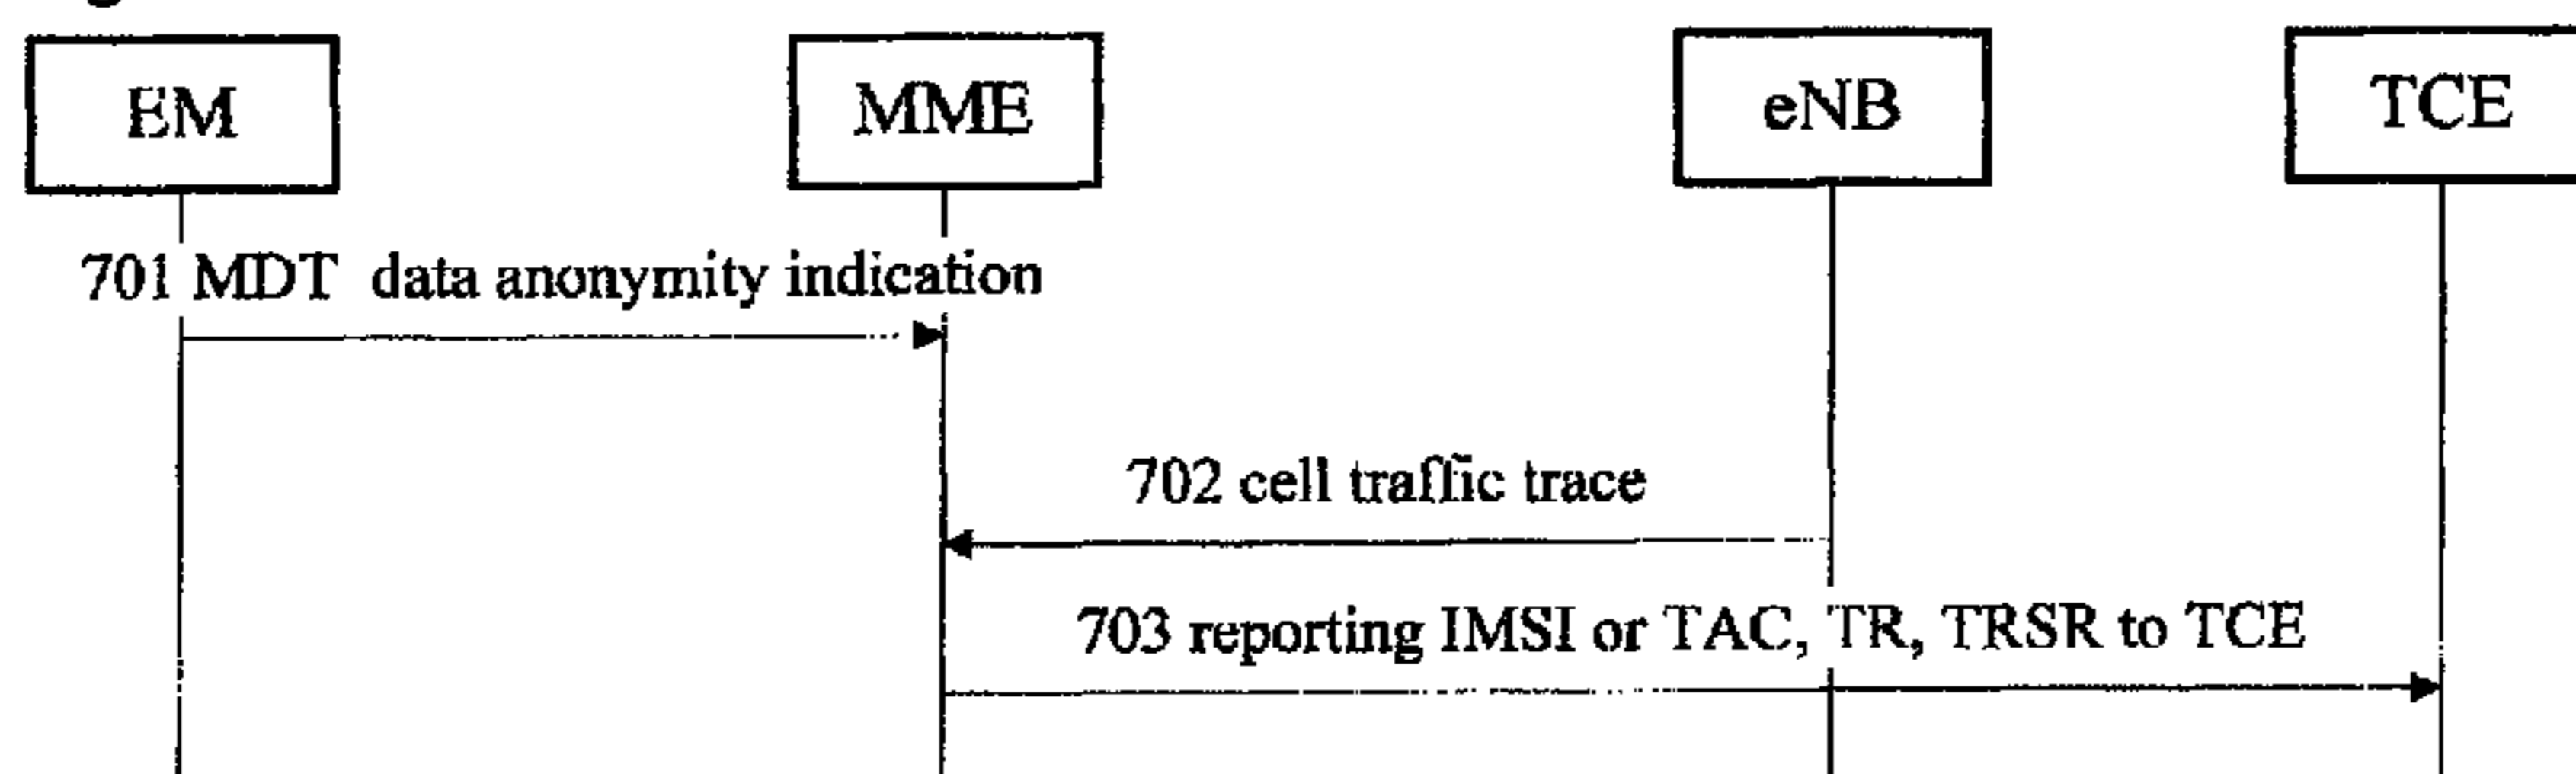 EM MME eNB TCE
701 MDT data anonymity indication
702 cell traffic trace
703 reporting IMSI or TAC, TR, TRSR to TCE